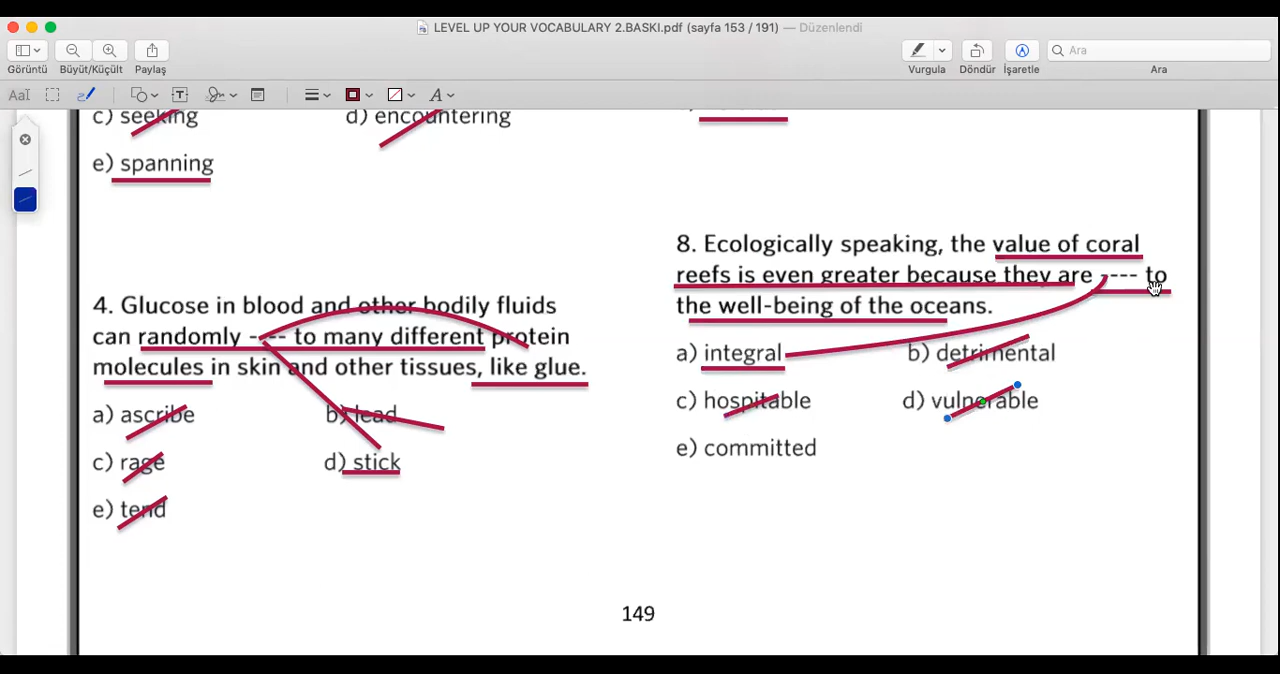 LEVEL UP YOUR VOCABULARY 2.BASKI.pdf (sayfa 153 / 191) — Düzenlendi
Görüntü
Büyüt/Küçült
Paylaş
Vurgula
Döndür
İşaretle
Ara
Ara
c) seeking d) encountering
e) spanning
4. Glucose in blood and other bodily fluids
can randomly ---- to many different protein
molecules in skin and other tissues, like glue.
a) ascribe b) lead
c) rage d) stick
e) tend
8. Ecologically speaking, the value of coral
reefs is even greater because they are ---- to
the well-being of the oceans.
a) integral b) detrimental
c) hospitable d) vulnerable
e) committed
149